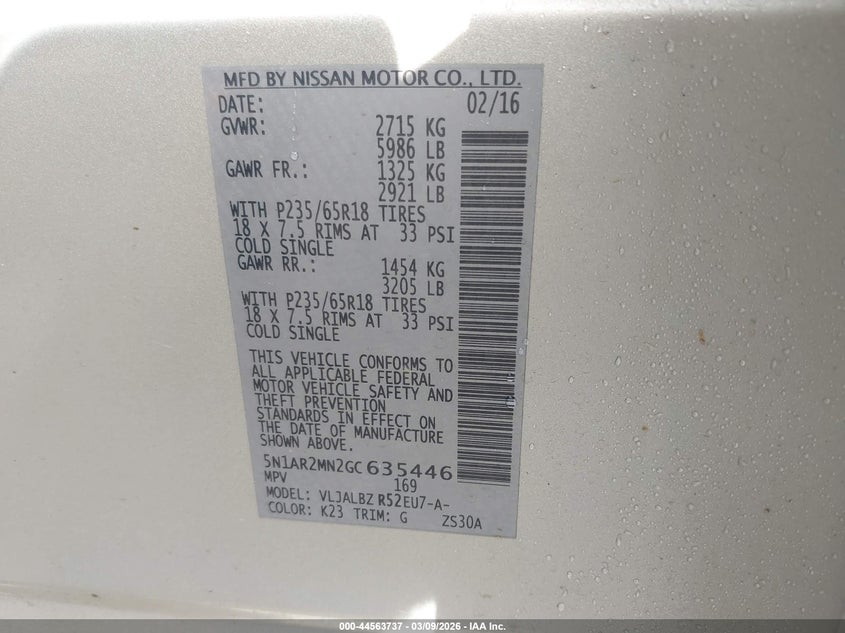 MFD BY NISSAN MOTOR CO., LTD.
DATE: 02/16
GVWR: 2715 KG
5986 LB
GAWR FR.: 1325 KG
2921 LB
WITH P235/65R18 TIRES
18 X 7.5 RIMS AT 33 PSI
COLD SINGLE
GAWR RR.: 1454 KG
3205 LB
WITH P235/65R18 TIRES
18 X 7.5 RIMS AT 33 PSI
COLD SINGLE
THIS VEHICLE CONFORMS TO
ALL APPLICABLE FEDERAL
MOTOR VEHICLE SAFETY AND
THEFT PREVENTION
STANDARDS IN EFFECT ON
THE DATE OF MANUFACTURE
SHOWN ABOVE.
5N1AR2MN2GC635446
MPV 169
MODEL: VLJALBZ R52EU7-A-
COLOR: K23 TRIM: G ZS30A
000-44563737 - 03/09/2026 - IAA Inc.